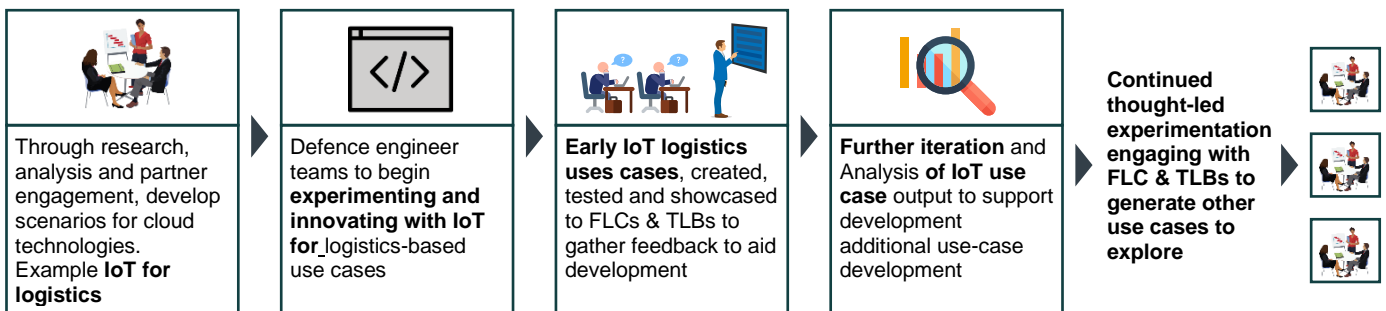 Through research,
analysis and partner
engagement, develop
scenarios for cloud
technologies.
Example IoT for
logistics
</>
Defence engineer
teams to begin
experimenting and
innovating with IoT
for logistics-based
use cases
? ?
Early IoT logistics
uses cases, created,
tested and showcased
to FLCs & TLBs to
gather feedback to aid
development
Further iteration and
Analysis of IoT use
case output to support
development
additional use-case
development
Continued
thought-led
experimentation
engaging with
FLC & TLBs to
generate other
use cases to
explore